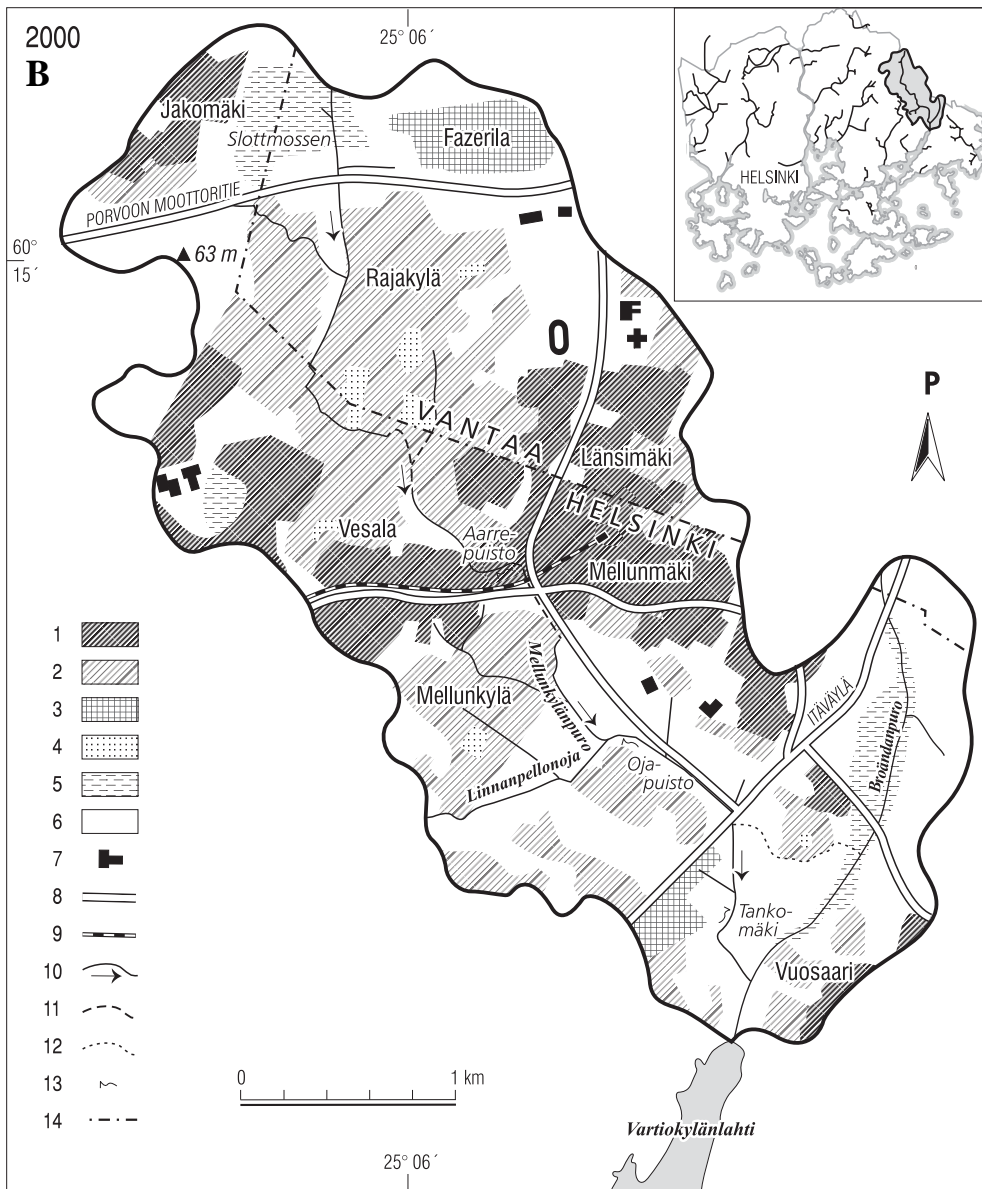 2000
B
25° 06´
Jakomäki
Slottmossen
Fazerila
PORVOON MOOTTORITIE
60°
15´
63 m
Rajakylä
HELSINKI
P
VANTAA
HELSINKI
Länsimäki
Vesala
Aarre-
puisto
Mellunmäki
Mellunkylä
Mellunkylänpuro
Linnanpellonoja
Oja-
puisto
ITÄVÄYLÄ
Broändanpuro
Tanko-
mäki
Vuosaari
Vartiokylänlahti
1
2
3
4
5
6
7
8
9
10
11
12
13
14
0 1 km
25° 06´